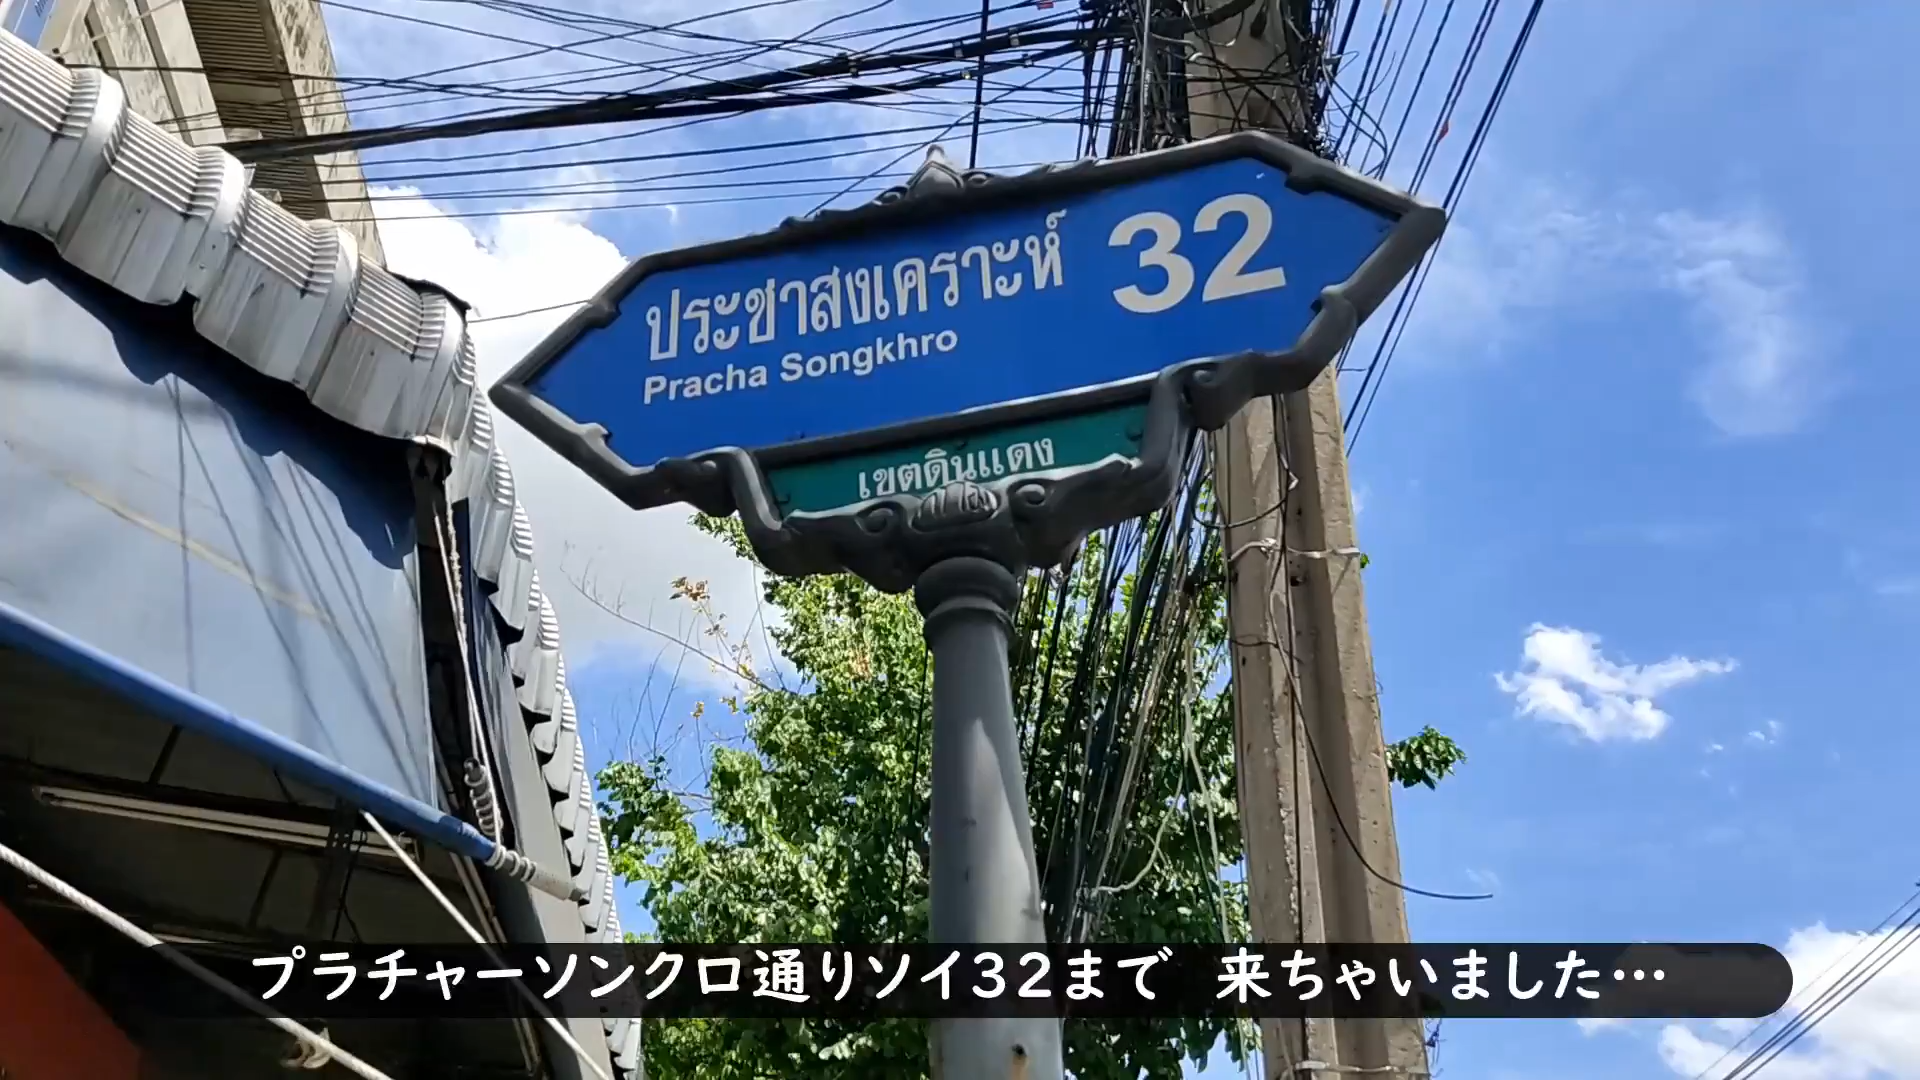 ประชาสงเคราะห์ 32
Pracha Songkhro
เขตดินแดง
プラチャーソンクロ通りソイ32まで 来ちゃいました…